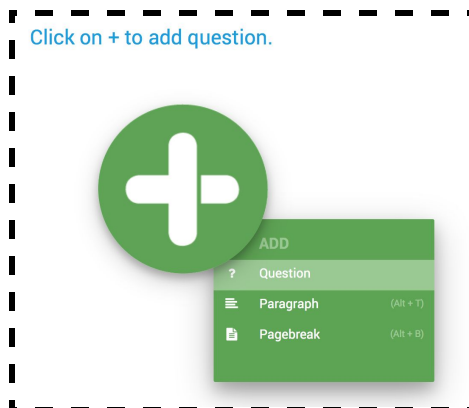 Click on + to add question.
ADD
? Question
Paragraph (Alt + T)
Pagebreak (Alt + B)